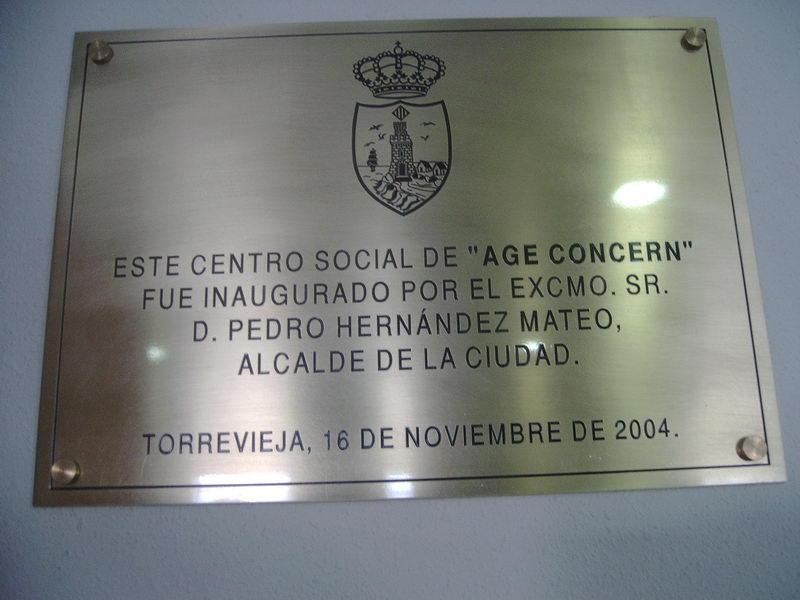 ESTE CENTRO SOCIAL DE "AGE CONCERN"
FUE INAUGURADO POR EL EXCMO. SR.
D. PEDRO HERNÁNDEZ MATEO,
ALCALDE DE LA CIUDAD.
TORREVIEJA, 16 DE NOVIEMBRE DE 2004.